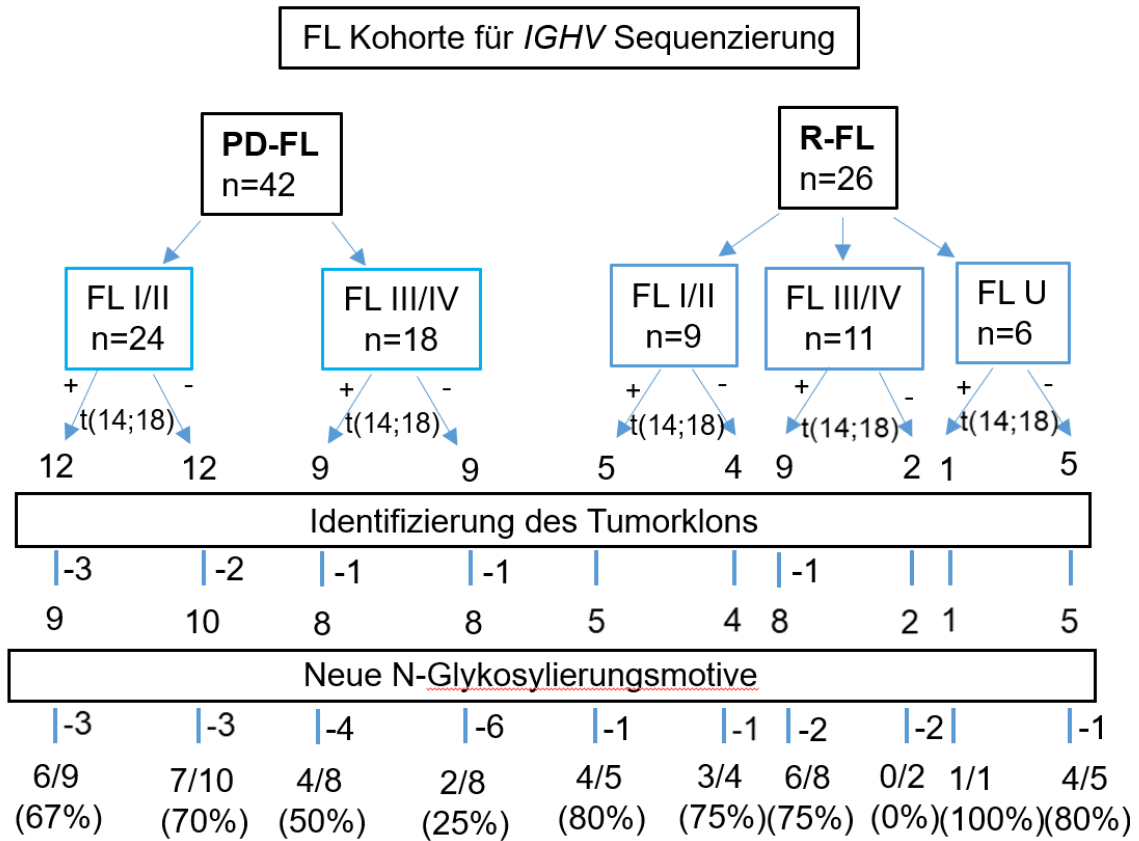 FL Kohorte für IGHV Sequenzierung
PD-FL
n=42
R-FL
n=26
FL I/II
n=24
FL III/IV
n=18
FL I/II
n=9
FL III/IV
n=11
FL U
n=6
+ - + - + - + - + -
t(14;18) t(14;18) t(14;18) t(14;18) t(14;18)
12 12 9 9 5 4 9 2 1 5
Identifizierung des Tumorklons
-3 -2 -1 -1 -1
9 10 8 8 5 4 8 2 1 5
Neue N-Glykosylierungsmotive
-3 -3 -4 -6 -1 -1 -2 -2 -1
6/9 7/10 4/8 2/8 4/5 3/4 6/8 0/2 1/1 4/5
(67%) (70%) (50%) (25%) (80%) (75%) (75%) (0%) (100%) (80%)